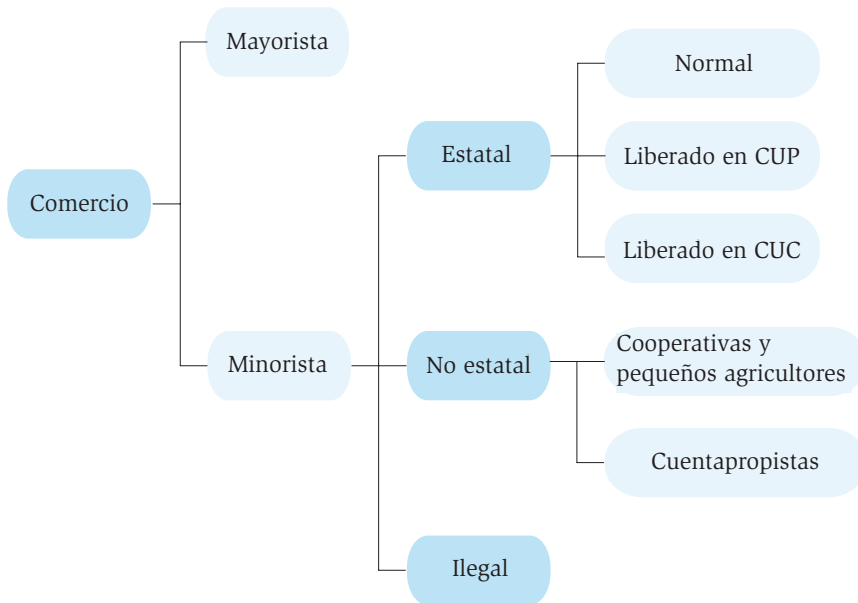 Mayorista
Normal
Estatal
Liberado en CUP
Comercio
Liberado en CUC
Minorista
No estatal
Cooperativas y
pequeños agricultores
Cuentapropistas
Ilegal